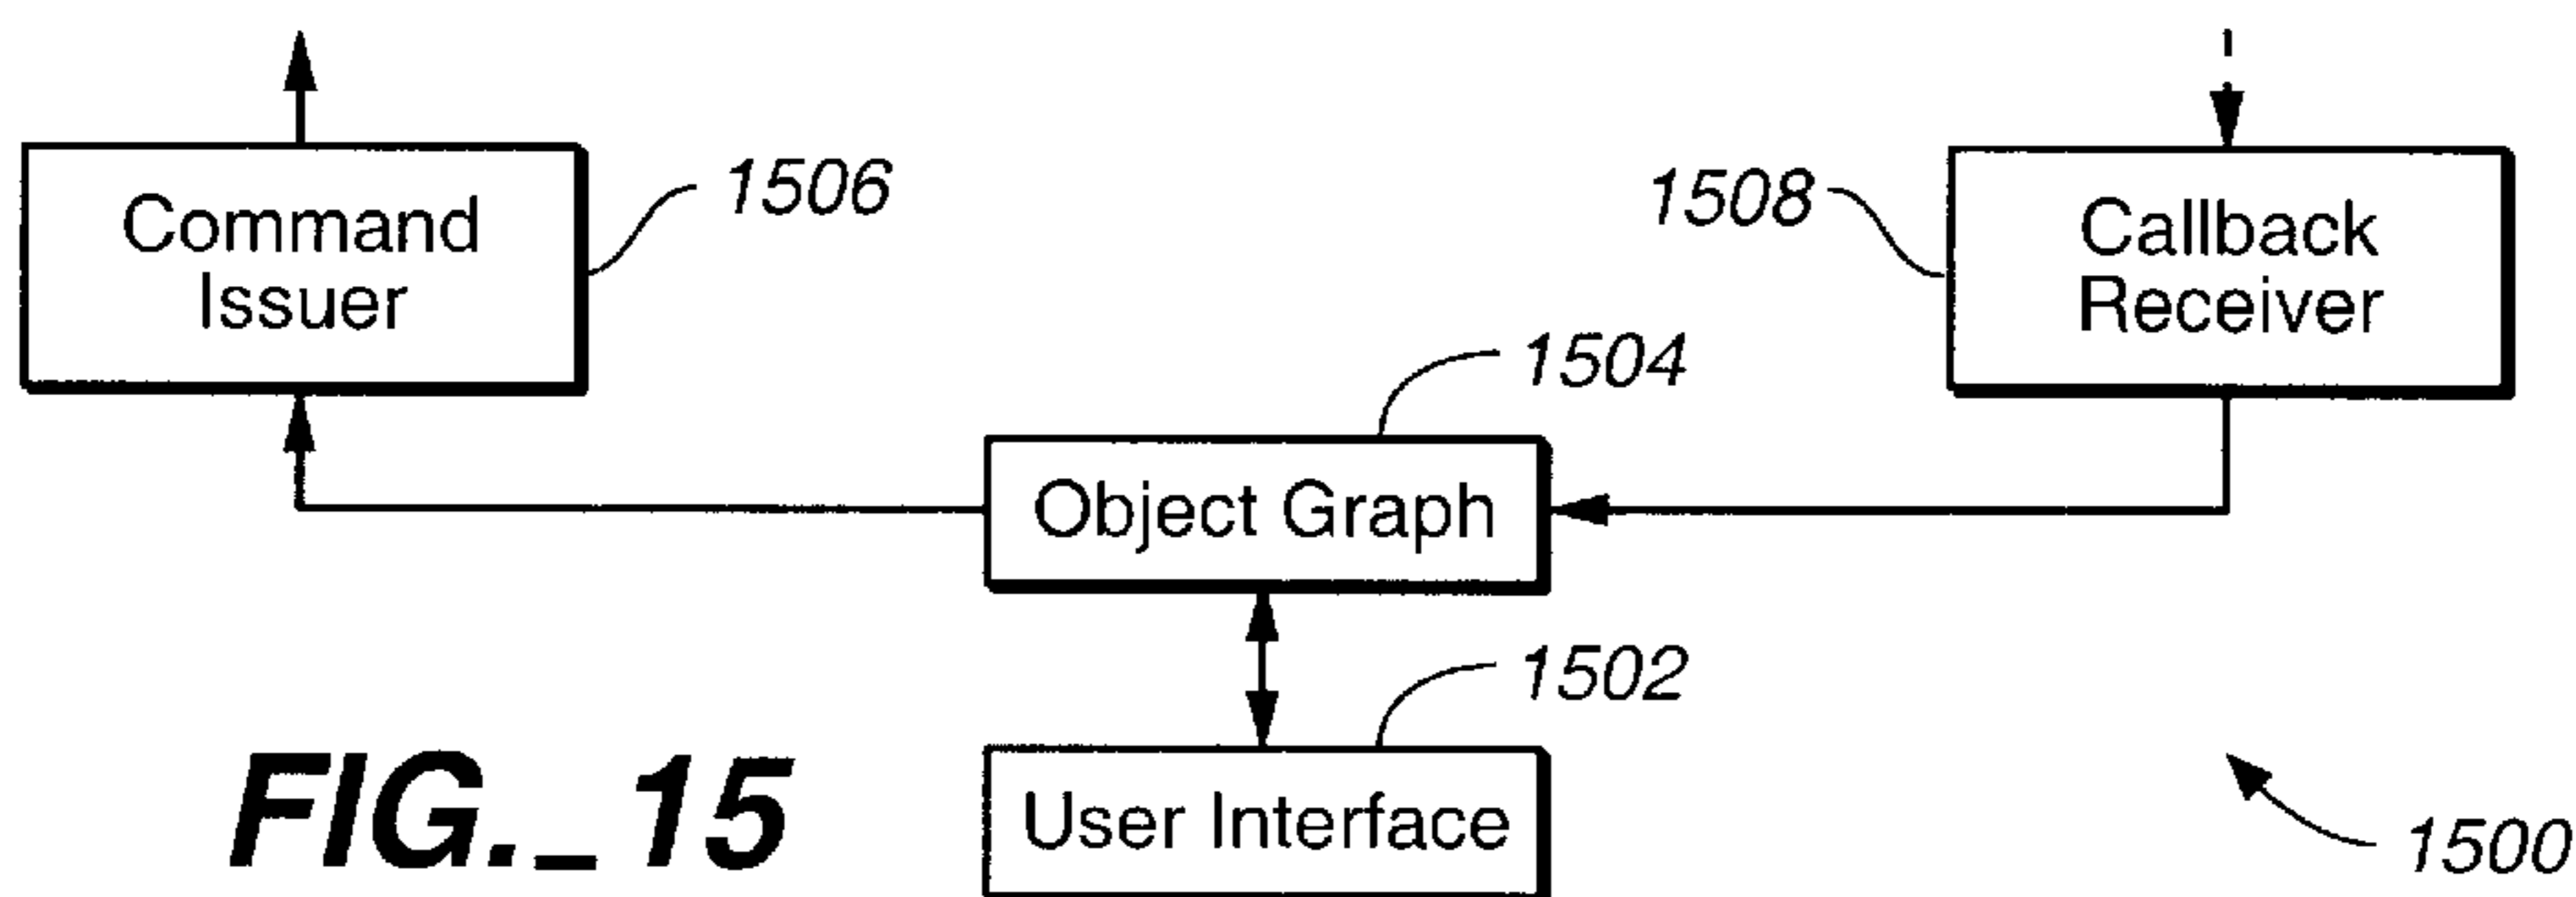 Command
Issuer
1506
1508
Callback
Receiver
1504
Object Graph
1502
User Interface
FIG._15
1500